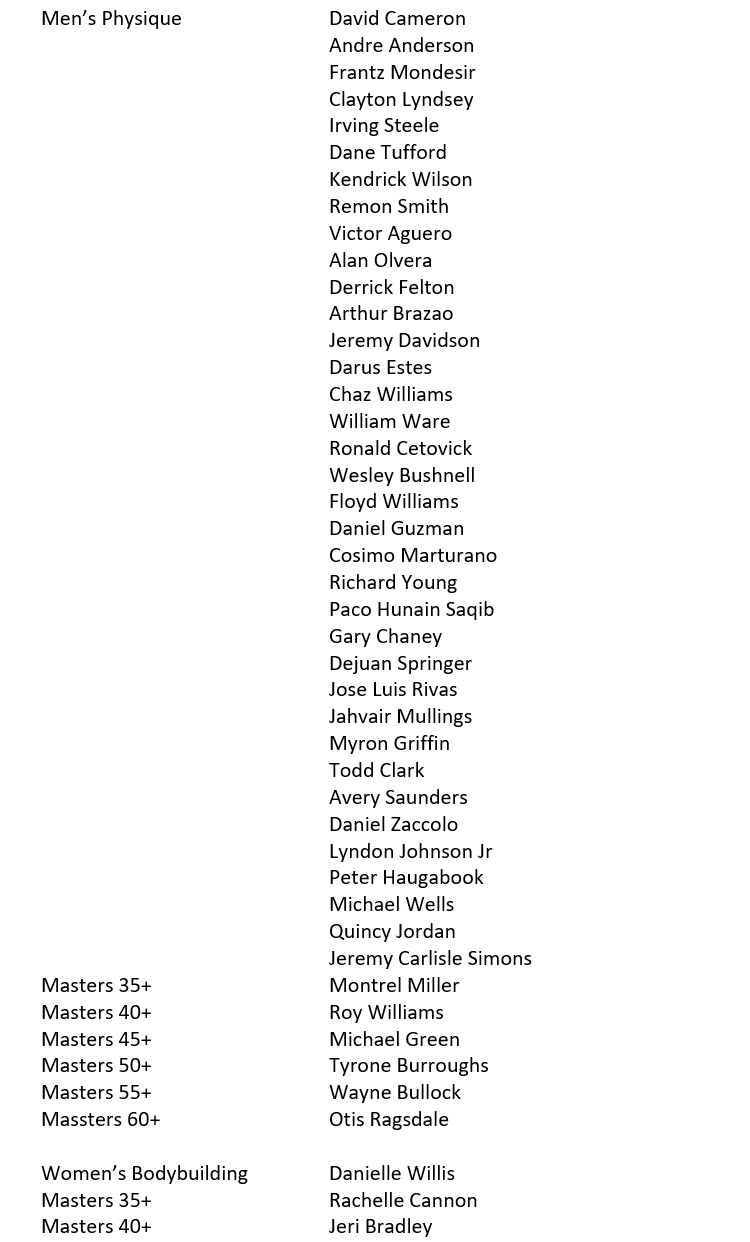 Men’s Physique David Cameron
Andre Anderson
Frantz Mondesir
Clayton Lyndsey
Irving Steele
Dane Tufford
Kendrick Wilson
Remon Smith
Victor Aguero
Alan Olvera
Derrick Felton
Arthur Brazao
Jeremy Davidson
Darus Estes
Chaz Williams
William Ware
Ronald Cetovick
Wesley Bushnell
Floyd Williams
Daniel Guzman
Cosimo Marturano
Richard Young
Paco Hunain Saqib
Gary Chaney
Dejuan Springer
Jose Luis Rivas
Jahvair Mullings
Myron Griffin
Todd Clark
Avery Saunders
Daniel Zaccolo
Lyndon Johnson Jr
Peter Haugabook
Michael Wells
Quincy Jordan
Jeremy Carlisle Simons
Masters 35+ Montrel Miller
Masters 40+ Roy Williams
Masters 45+ Michael Green
Masters 50+ Tyrone Burroughs
Masters 55+ Wayne Bullock
Massters 60+ Otis Ragsdale
Women’s Bodybuilding Danielle Willis
Masters 35+ Rachelle Cannon
Masters 40+ Jeri Bradley